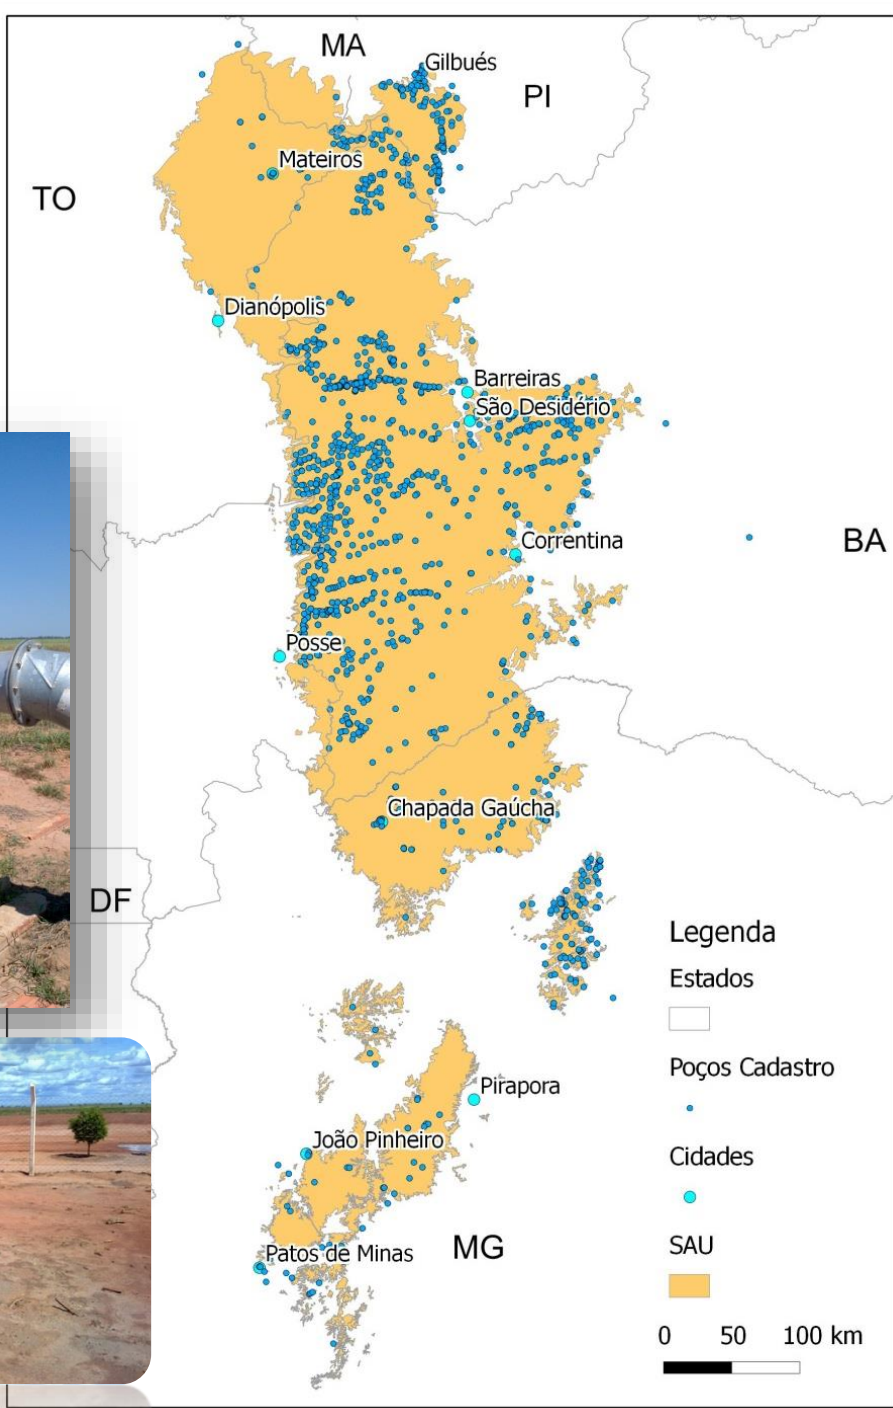 MA
Gilbués
PI
Mateiros
TO
Dianópolis
Barreiras
São Desidério
Correntina
BA
Posse
Chapada Gaúcha
DF
Legenda
Estados
Poços Cadastro
Pirapora
João Pinheiro
Cidades
MG
SAU
Patos de Minas
0 50 100 km